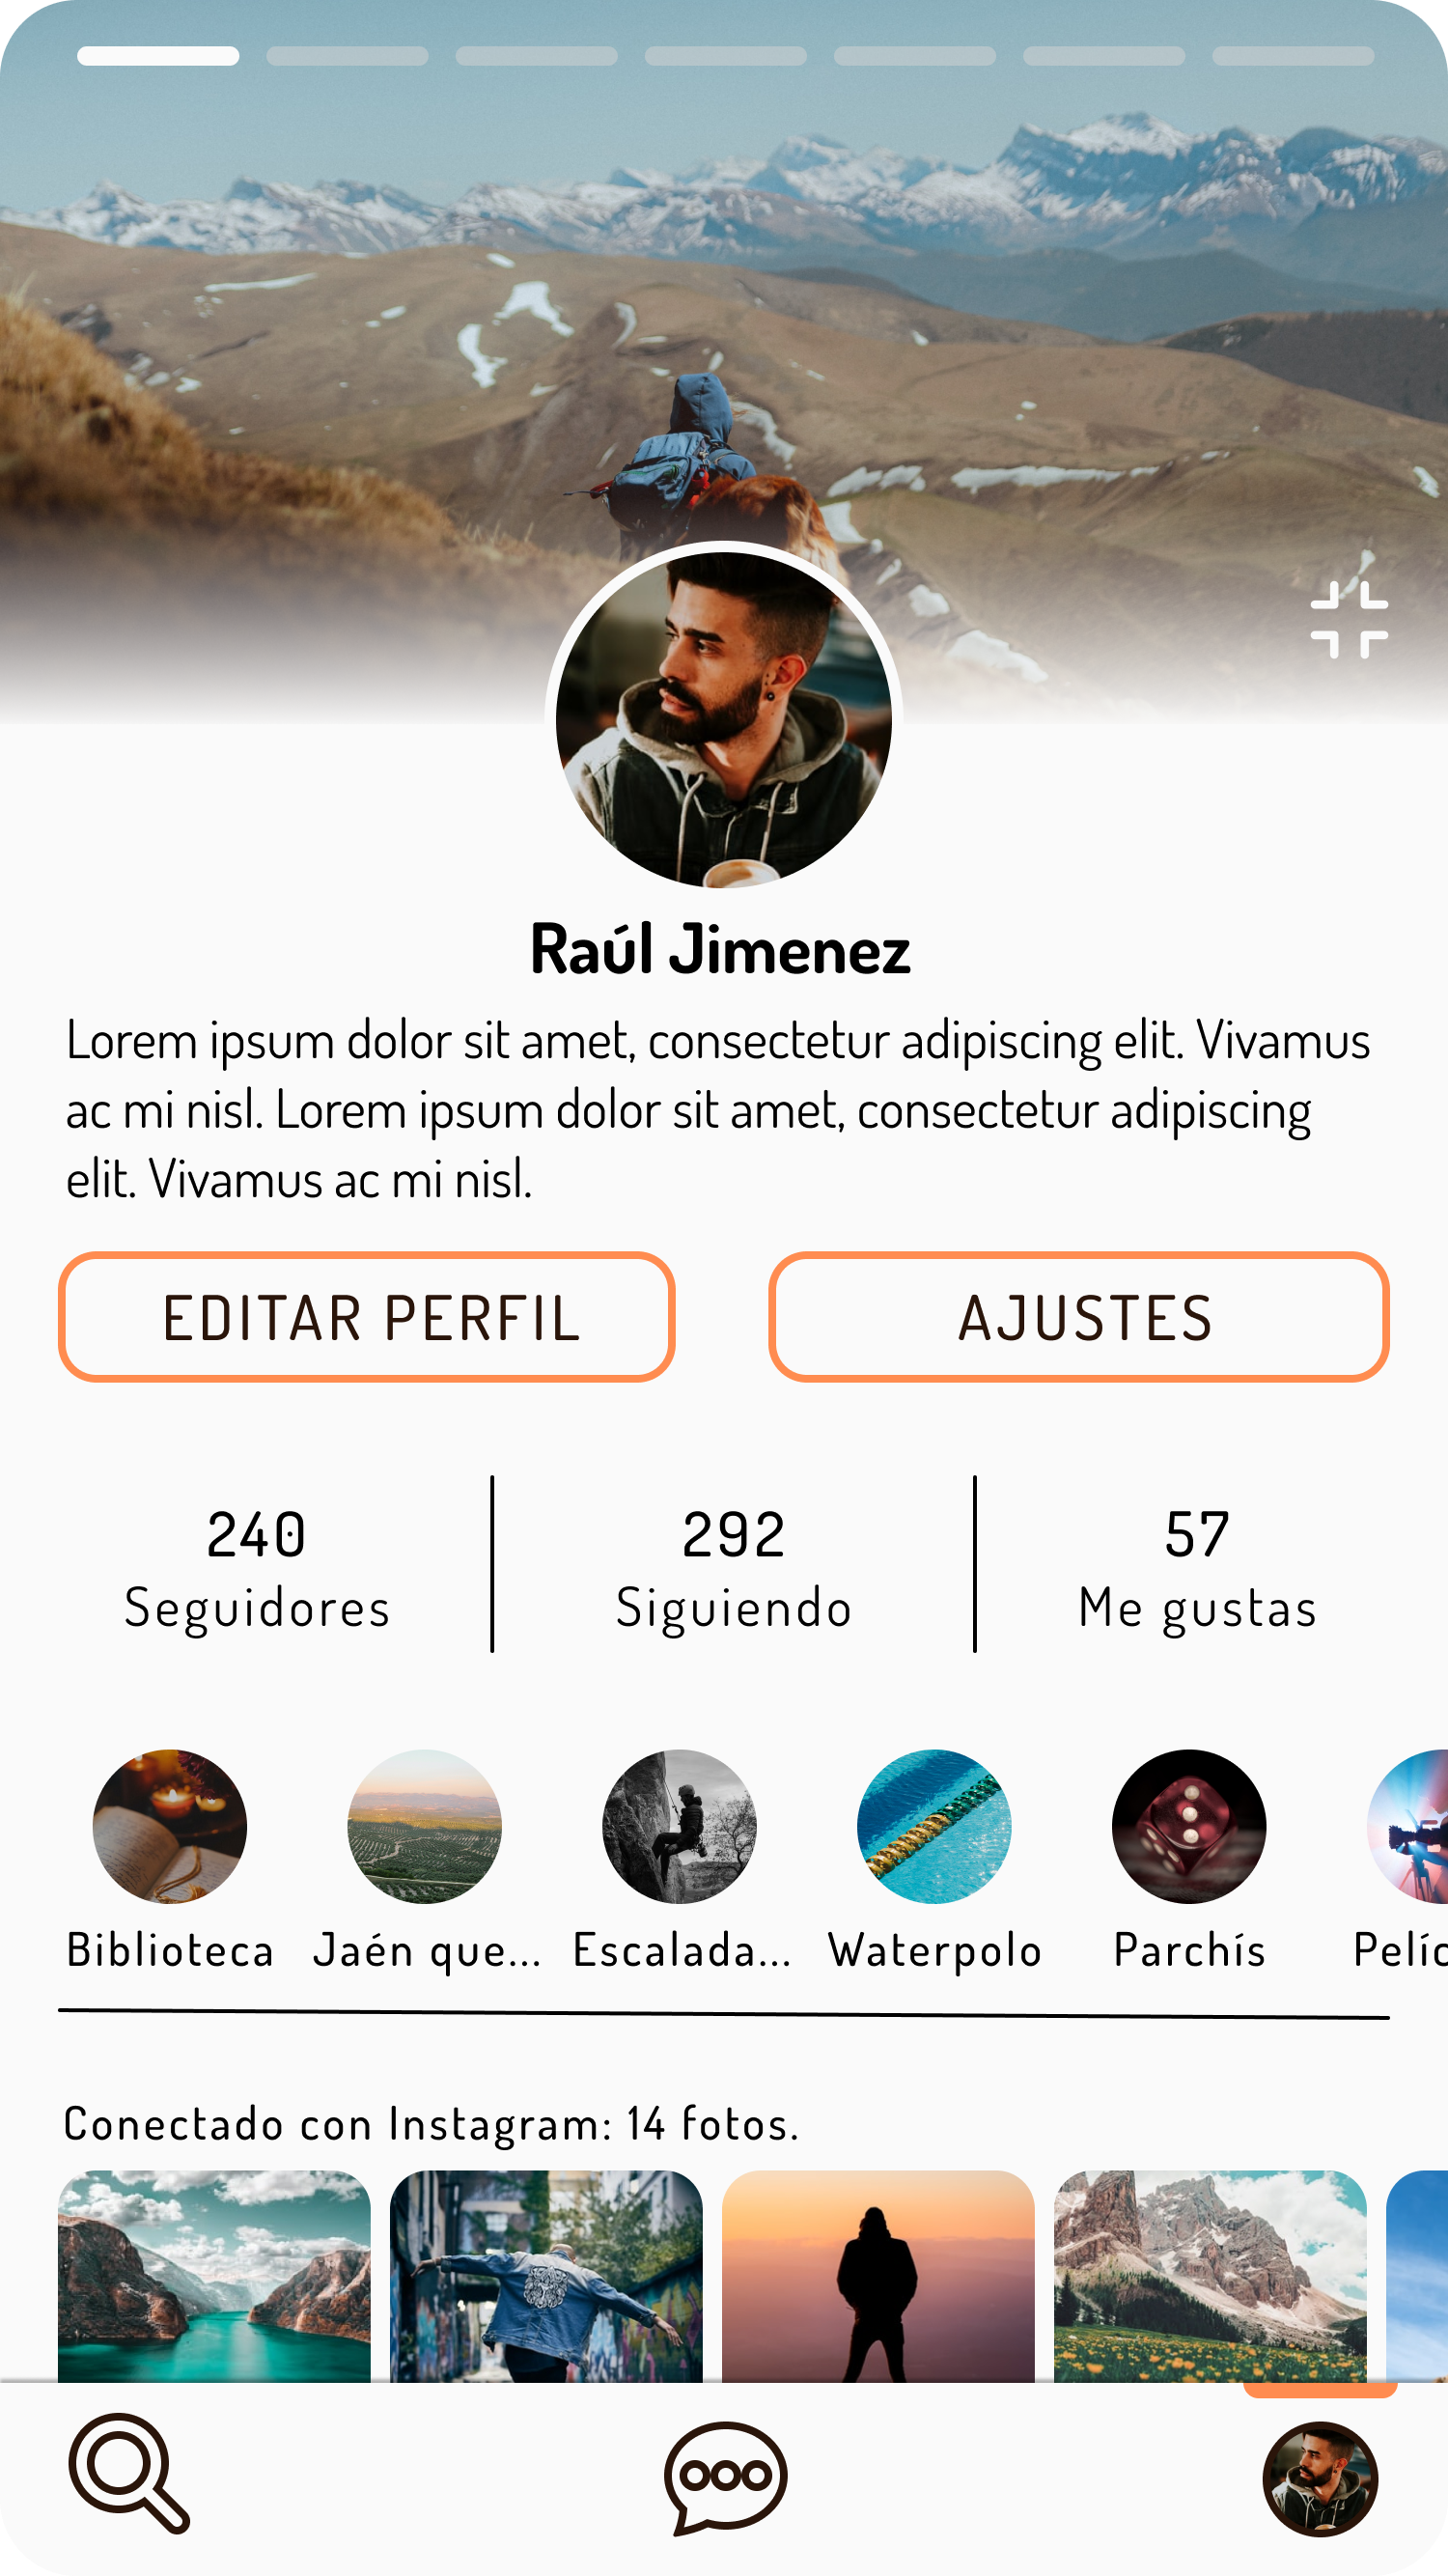 Raúl Jimenez
Lorem ipsum dolor sit amet, consectetur adipiscing elit. Vivamus
ac mi nisl. Lorem ipsum dolor sit amet, consectetur adipiscing
elit. Vivamus ac mi nisl.
EDITAR PERFIL
AJUSTES
240
Seguidores
292
Siguiendo
57
Me gustas
Biblioteca
Jaén que...
Escalada...
Waterpolo
Parchís
Conectado con Instagram: 14 fotos.